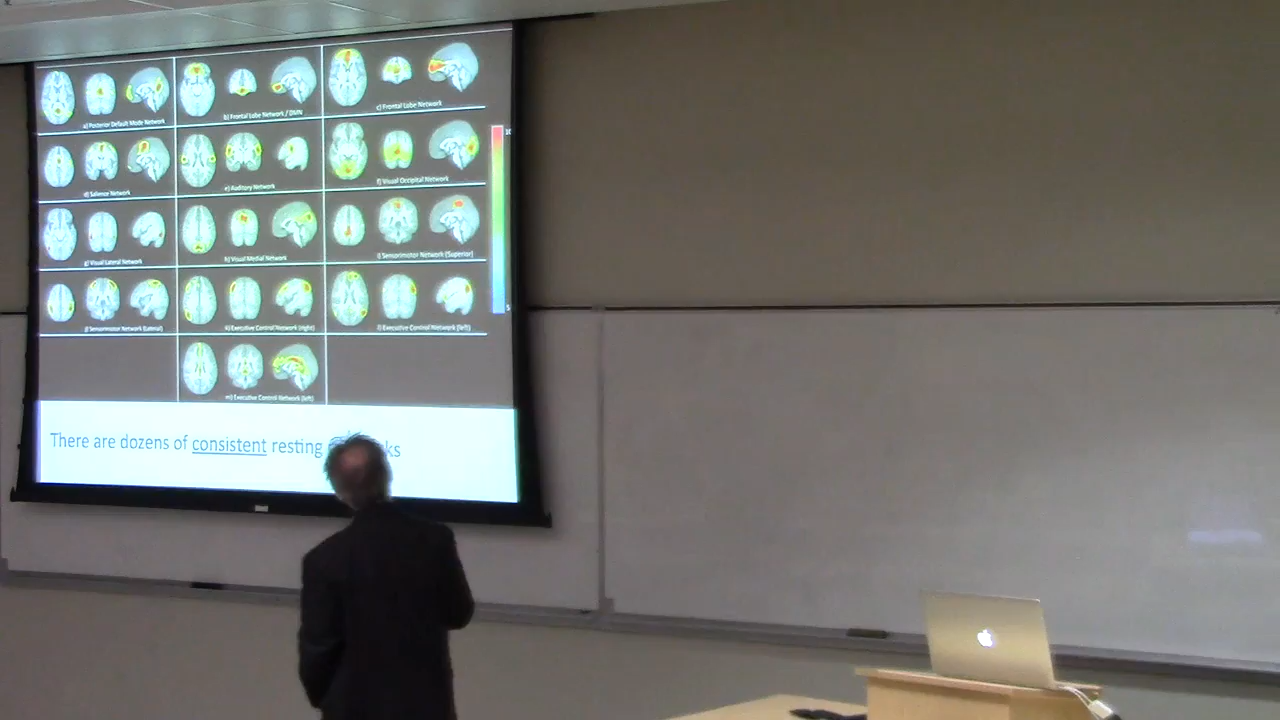 a) Posterior Default Mode Network
b) Frontal Lobe Network / DMN
c) Frontal Lobe Network
d) Salience Network
e) Auditory Network
f) Visual Occipital Network
g) Visual Lateral Network
h) Visual Medial Network
i) Sensorimotor Network (Superior)
j) Sensorimotor Network (Lateral)
k) Executive Control Network (right)
l) Executive Control Network (left)
m) Executive Control Network (left)
10
5
There are dozens of consistent resting